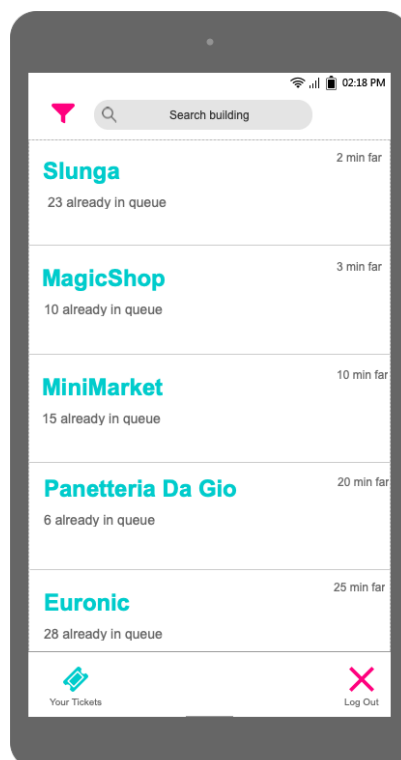 02:18 PM
Search building
2 min far
Slunga
23 already in queue
3 min far
MagicShop
10 already in queue
10 min far
MiniMarket
15 already in queue
20 min far
Panetteria Da Gio
6 already in queue
25 min far
Euronic
28 already in queue
Your Tickets
Log Out